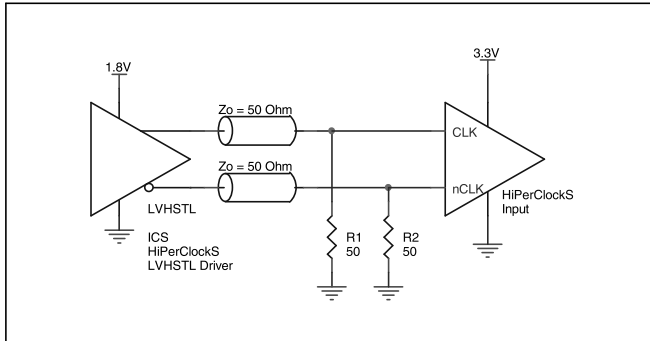 1.8V
3.3V
Zo = 50 Ohm
CLK
Zo = 50 Ohm
nCLK
HiPerClockS
Input
LVHSTL
ICS
HiPerClockS
LVHSTL Driver
R1
50
R2
50